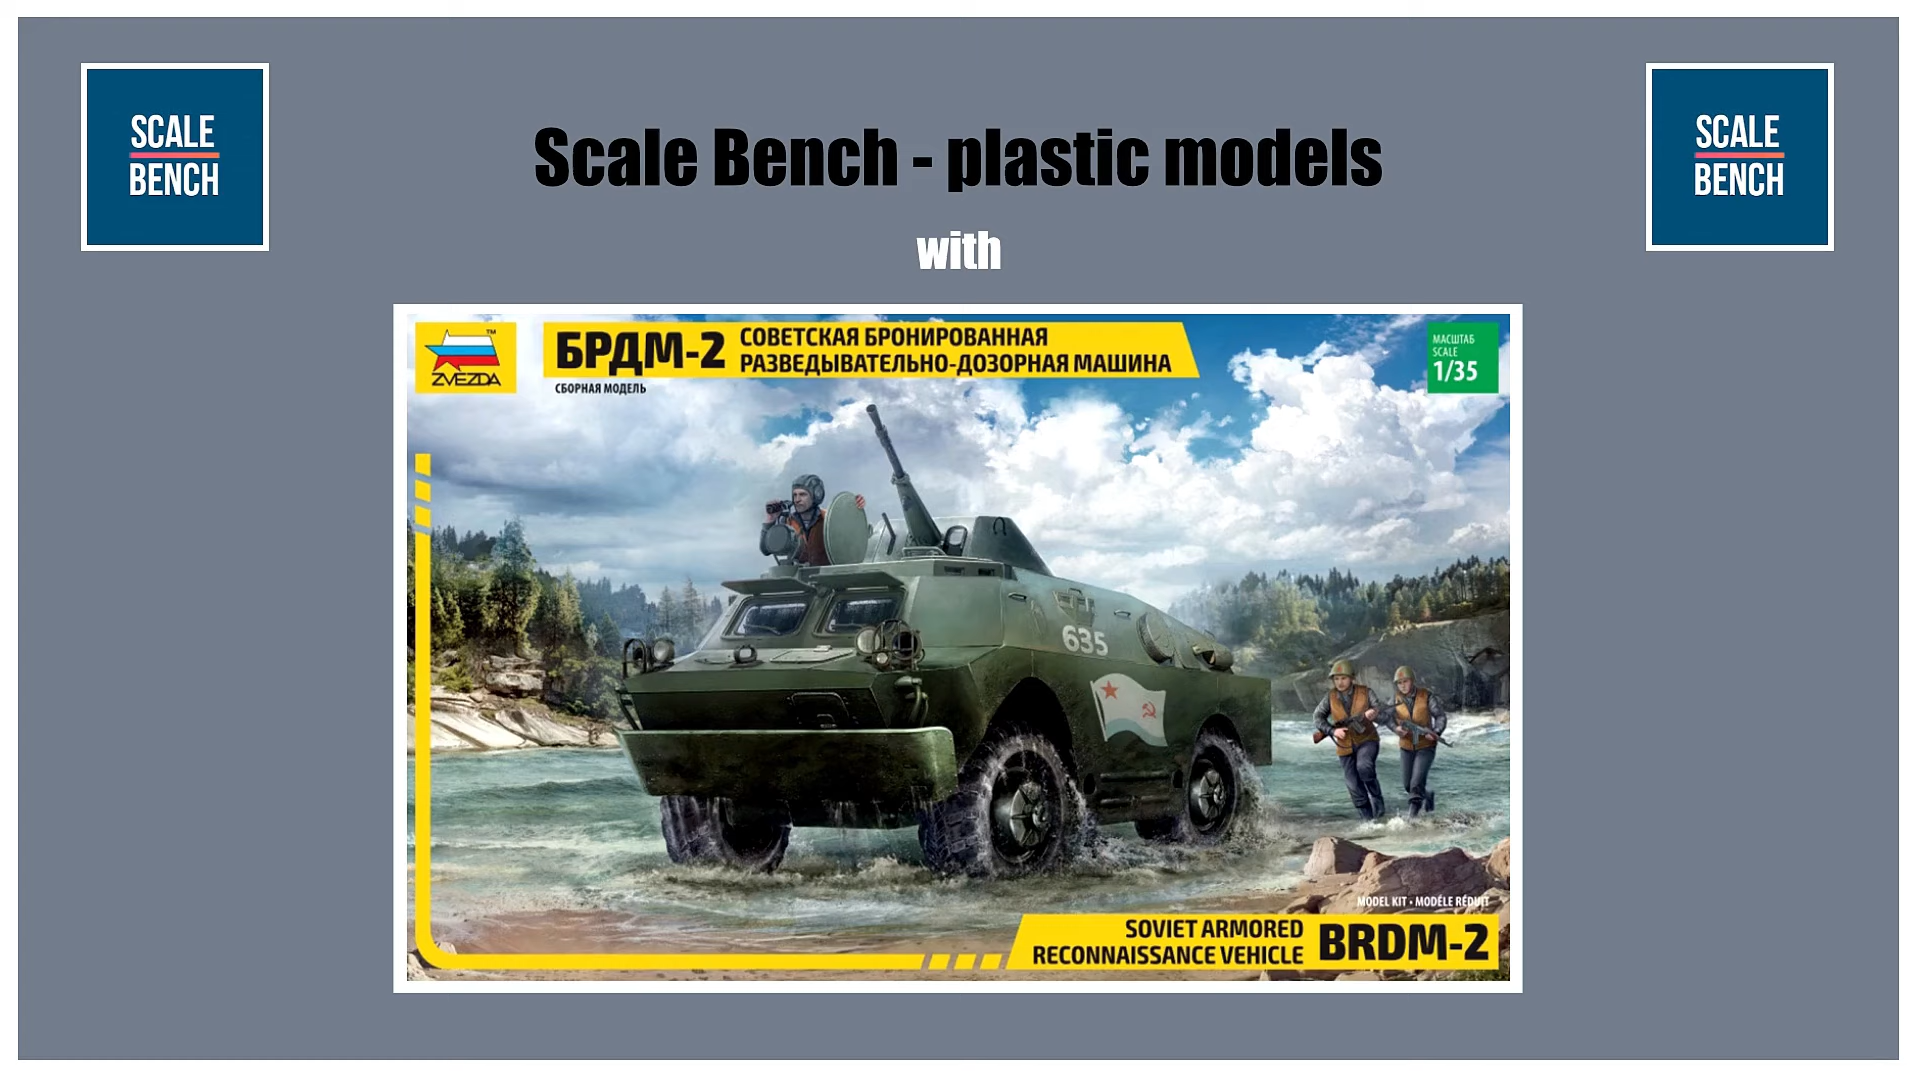 SCALE
BENCH
Scale Bench - plastic models
SCALE
BENCH
with
ZVEZDA
TM
БРДМ-2
СОВЕТСКАЯ БРОНИРОВАННАЯ
РАЗВЕДЫВАТЕЛЬНО-ДОЗОРНАЯ МАШИНА
СБОРНАЯ МОДЕЛЬ
МАСШТАБ
SCALE
1/35
635
MODEL KIT • MODÈLE RÉDUIT
SOVIET ARMORED
RECONNAISSANCE VEHICLE
BRDM-2